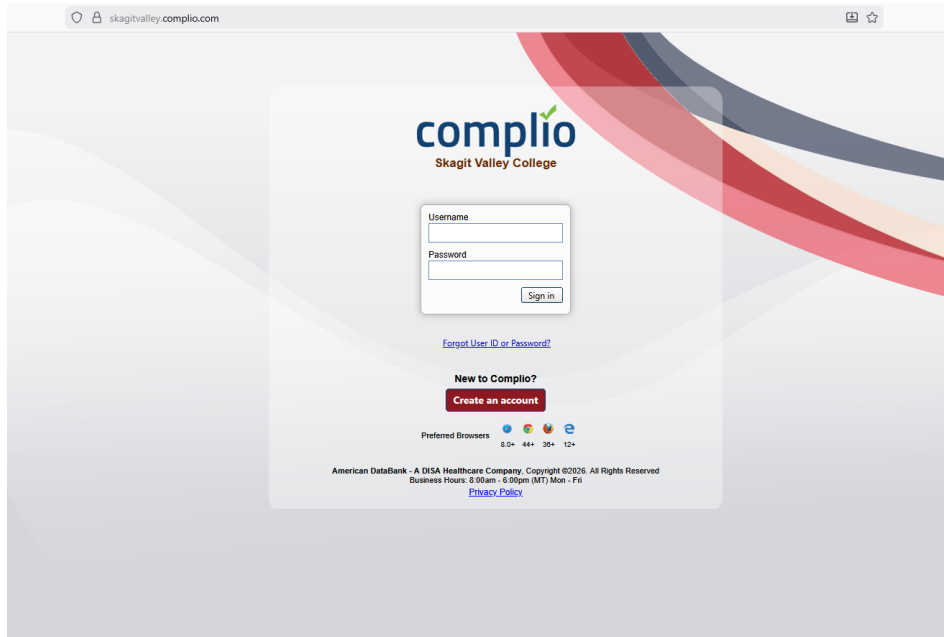 skagitvalley.complio.com
complio
Skagit Valley College
Username
Password
Sign in
Forgot User ID or Password?
New to Complio?
Create an account
Preferred Browsers
8.0+ 44+ 36+ 12+
American DataBank - A DISA Healthcare Company, Copyright ©2026. All Rights Reserved
Business Hours: 8:00am - 6:00pm (MT) Mon - Fri
Privacy Policy